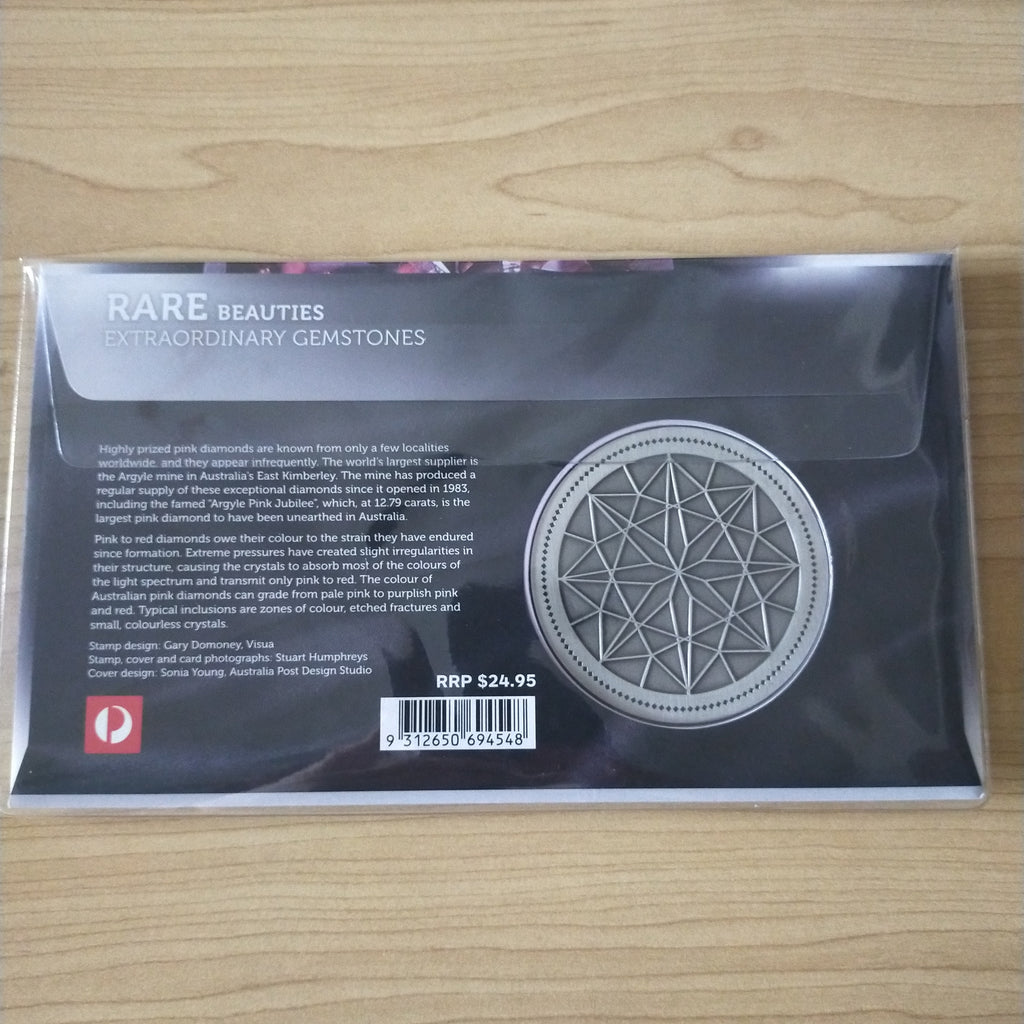 RARE BEAUTIES
EXTRAORDINARY GEMSTONES
Highly prized pink diamonds are known from only a few localities
worldwide, and they appear infrequently. The world's largest supplier is
the Argyle mine in Australia's East Kimberley. The mine has produced a
regular supply of these exceptional diamonds since it opened in 1983,
including the famed "Argyle Pink Jubilee", which, at 12.79 carats, is the
largest pink diamond to have been unearthed in Australia.
Pink to red diamonds owe their colour to the strain they have endured
since formation. Extreme pressures have created slight irregularities in
their structure, causing the crystals to absorb most of the colours of
the light spectrum and transmit only pink to red. The colour of
Australian pink diamonds can grade from pale pink to purplish pink
and red. Typical inclusions are zones of colour, etched fractures and
small, colourless crystals.
Stamp design: Gary Domoney, Visua
Stamp, cover and card photographs: Stuart Humphreys
Cover design: Sonia Young, Australia Post Design Studio
RRP $24.95
9 312650 694548